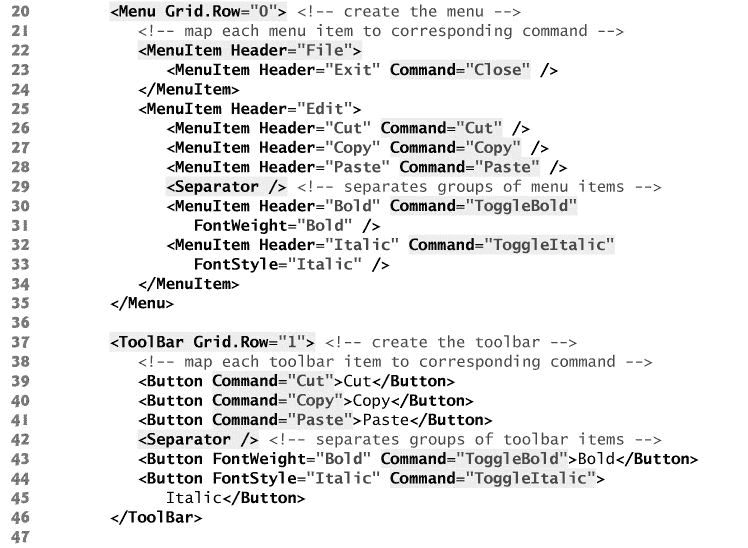 20 <Menu Grid.Row="0"> <!-- create the menu -->
21 <!-- map each menu item to corresponding command -->
22 <MenuItem Header="File">
23 <MenuItem Header="Exit" Command="Close" />
24 </MenuItem>
25 <MenuItem Header="Edit">
26 <MenuItem Header="Cut" Command="Cut" />
27 <MenuItem Header="Copy" Command="Copy" />
28 <MenuItem Header="Paste" Command="Paste" />
29 <Separator /> <!-- separates groups of menu items -->
30 <MenuItem Header="Bold" Command="ToggleBold"
31 FontWeight="Bold" />
32 <MenuItem Header="Italic" Command="ToggleItalic"
33 FontStyle="Italic" />
34 </MenuItem>
35 </Menu>
36
37 <ToolBar Grid.Row="1"> <!-- create the toolbar -->
38 <!-- map each toolbar item to corresponding command -->
39 <Button Command="Cut">Cut</Button>
40 <Button Command="Copy">Copy</Button>
41 <Button Command="Paste">Paste</Button>
42 <Separator /> <!-- separates groups of toolbar items -->
43 <Button FontWeight="Bold" Command="ToggleBold">Bold</Button>
44 <Button FontStyle="Italic" Command="ToggleItalic">
45 Italic</Button>
46 </ToolBar>
47